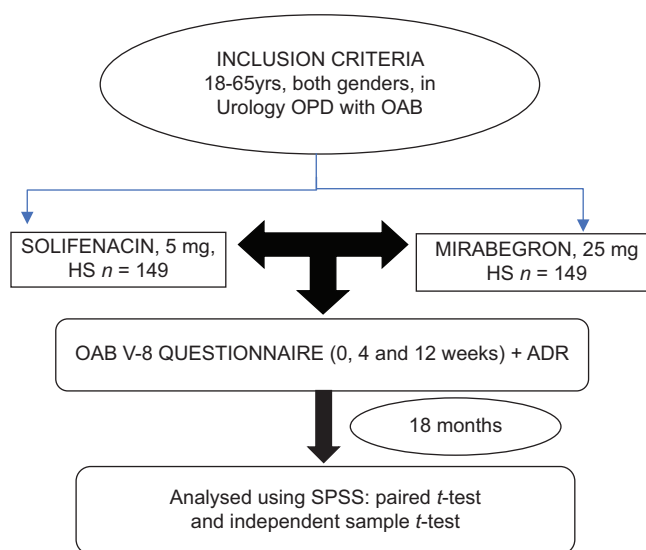 INCLUSION CRITERIA
18-65yrs, both genders, in
Urology OPD with OAB
SOLIFENACIN, 5 mg,
HS n = 149
MIRABEGRON, 25 mg
HS n = 149
OAB V-8 QUESTIONNAIRE (0, 4 and 12 weeks) + ADR
18 months
Analysed using SPSS: paired t-test
and independent sample t-test